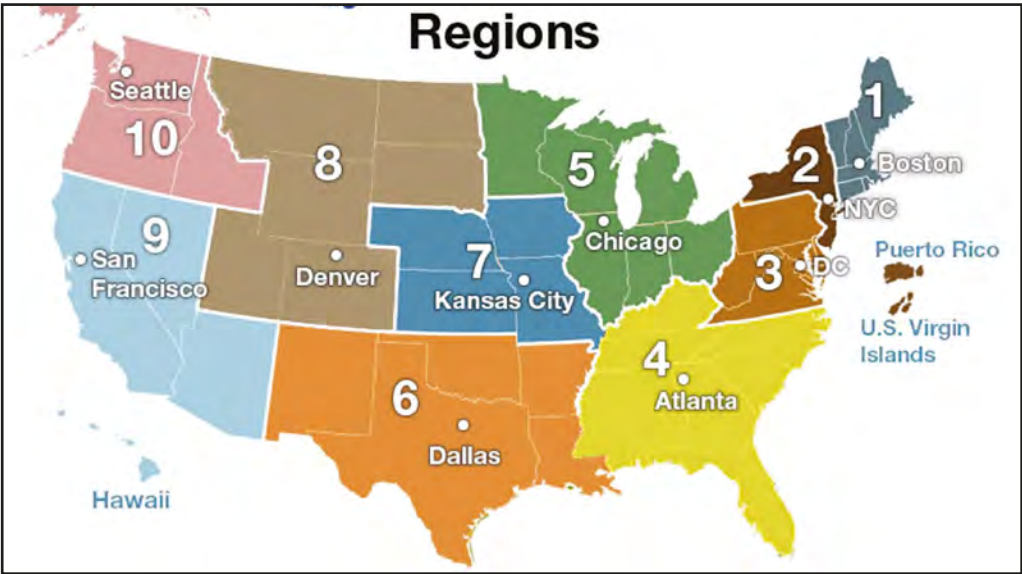 Regions
Seattle
10
8
5
1
2
Boston
NYC
9
San
Francisco
Denver
7
Kansas City
Chicago
3
DC
Puerto Rico
U.S. Virgin
Islands
4
Atlanta
6
Dallas
Hawaii